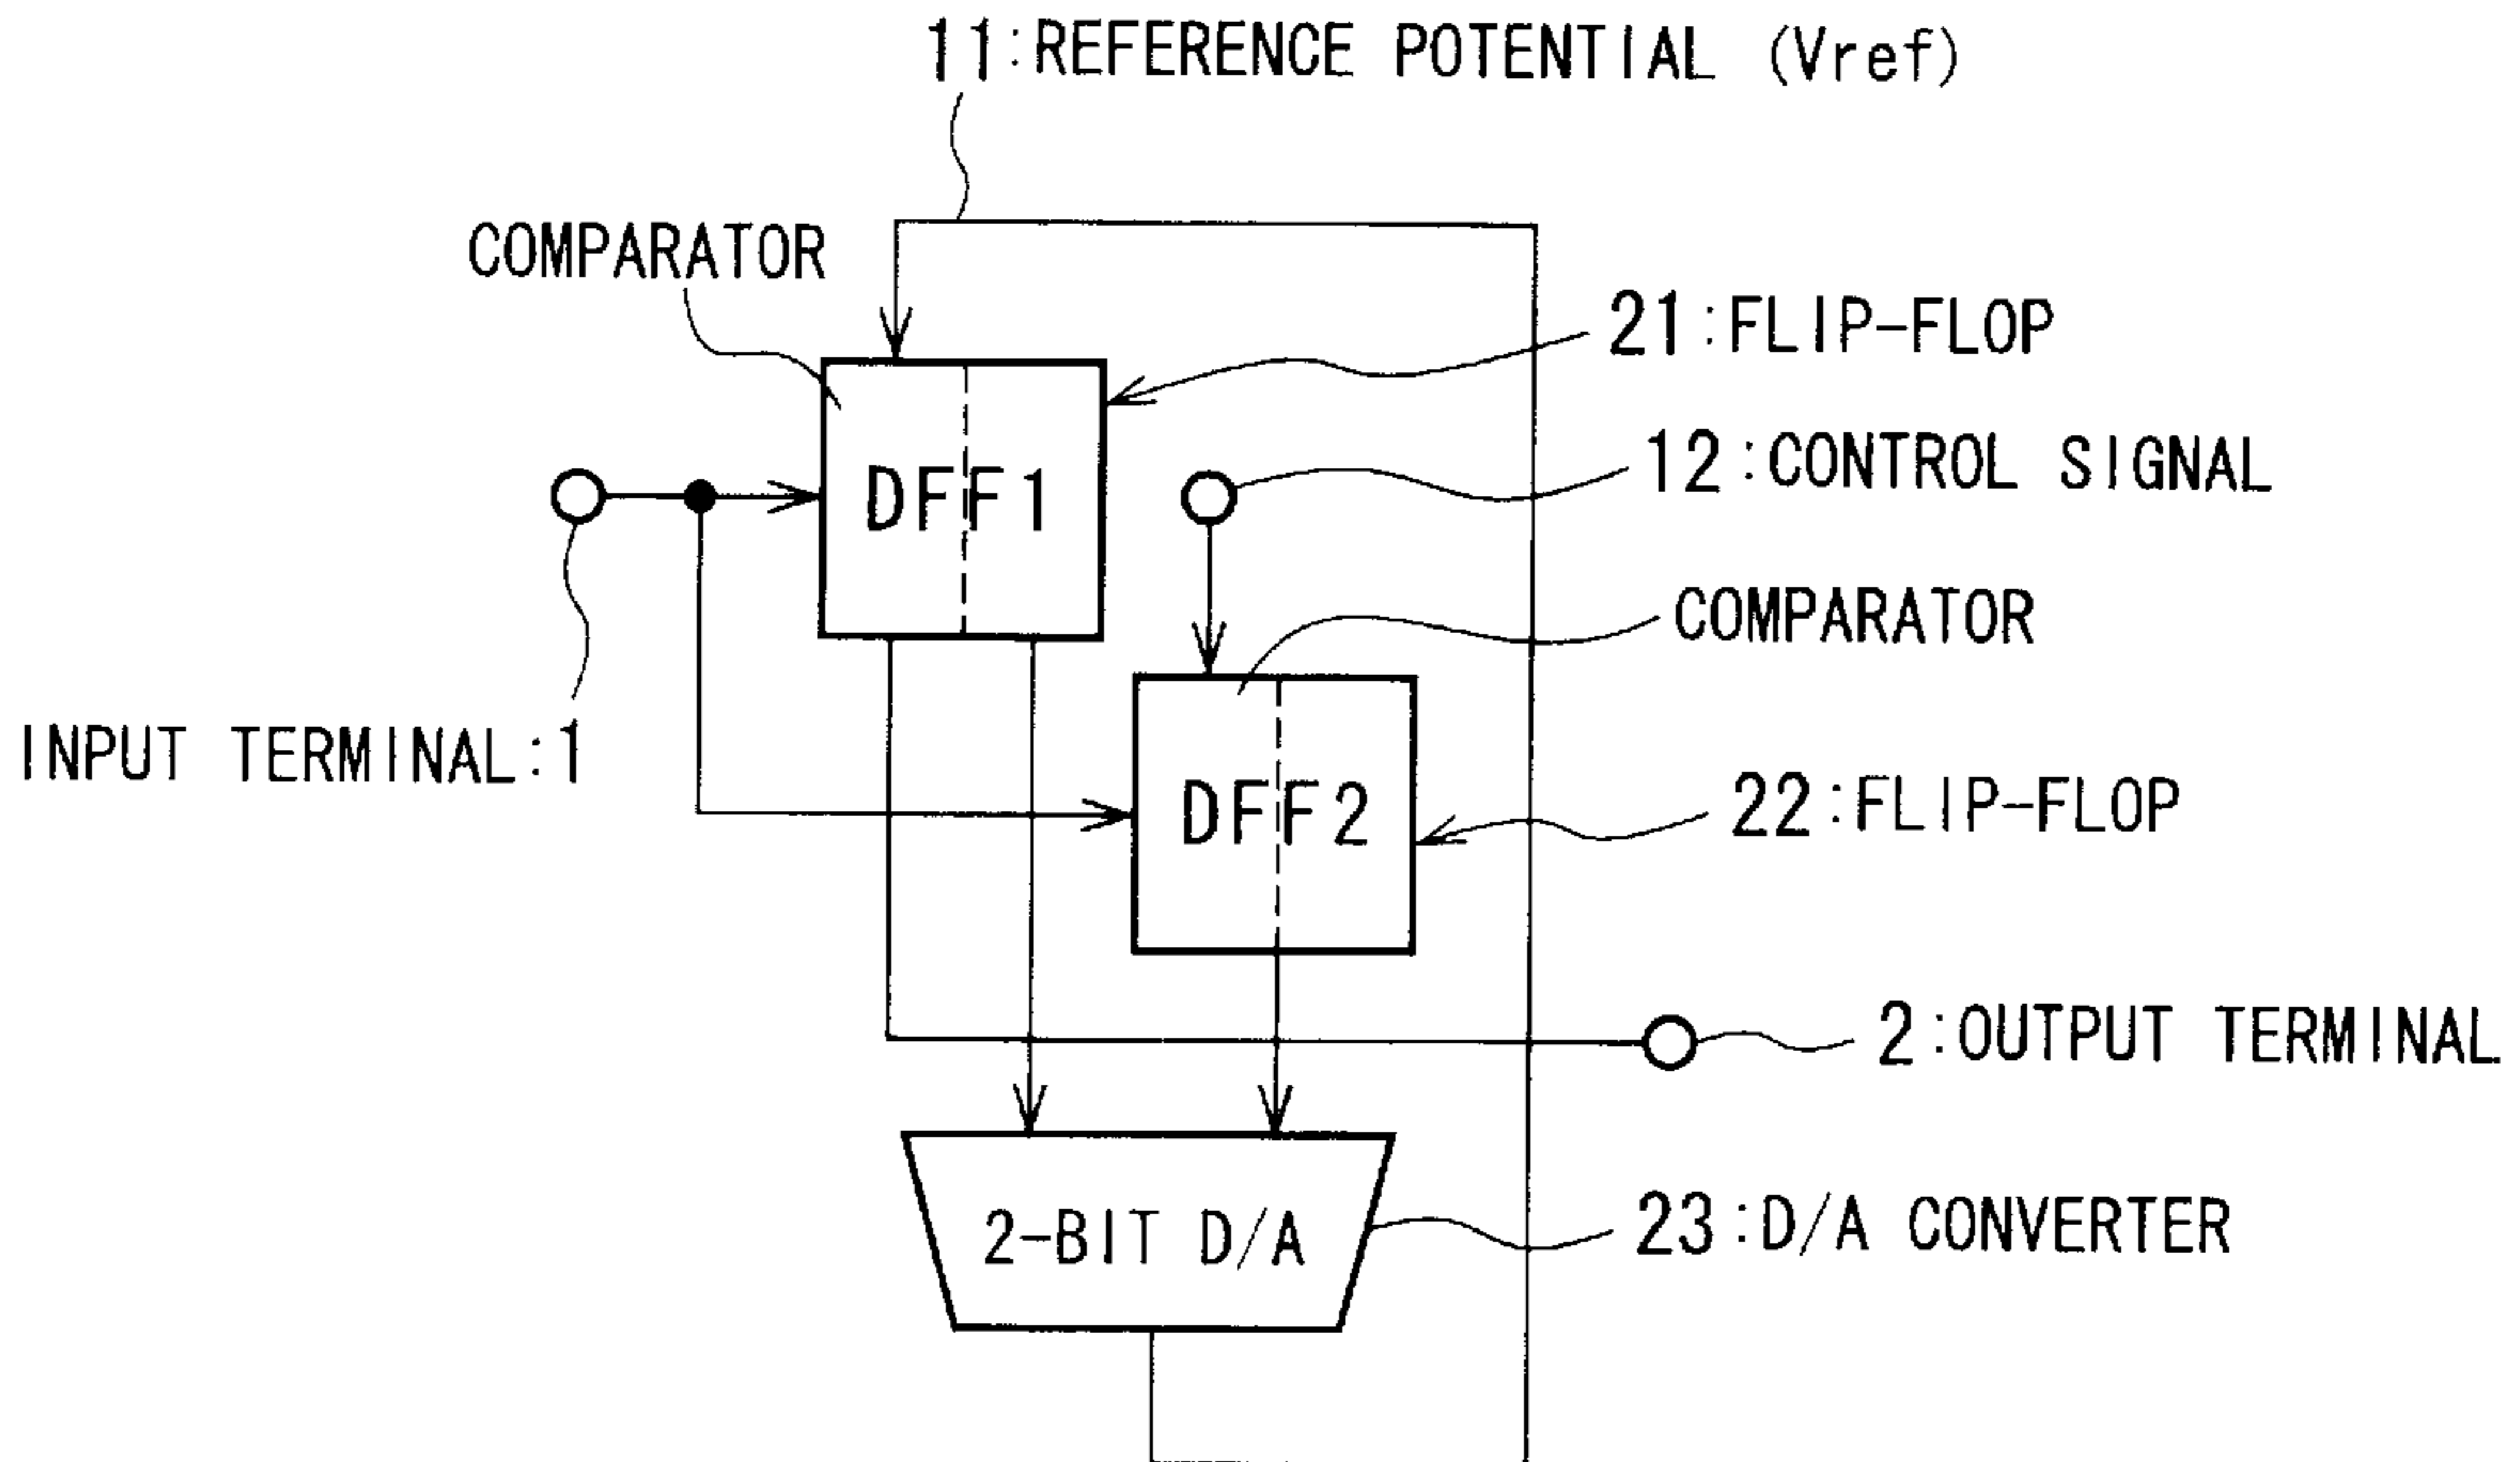 11:REFERENCE POTENTIAL (Vref)
COMPARATOR
21:FLIP-FLOP
12:CONTROL SIGNAL
DFF1
COMPARATOR
INPUT TERMINAL:1
DFF2
22:FLIP-FLOP
2:OUTPUT TERMINAL
2-BIT D/A
23:D/A CONVERTER